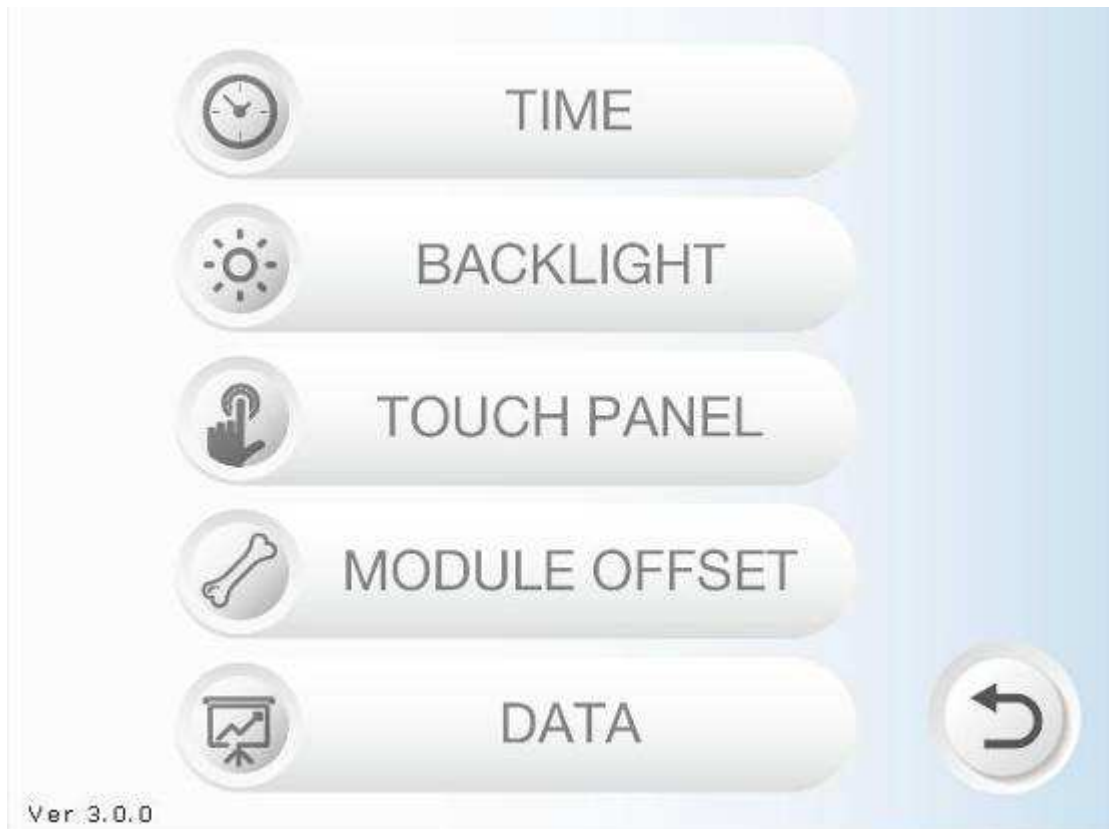 TIME
BACKLIGHT
TOUCH PANEL
MODULE OFFSET
DATA
Ver 3.0.0